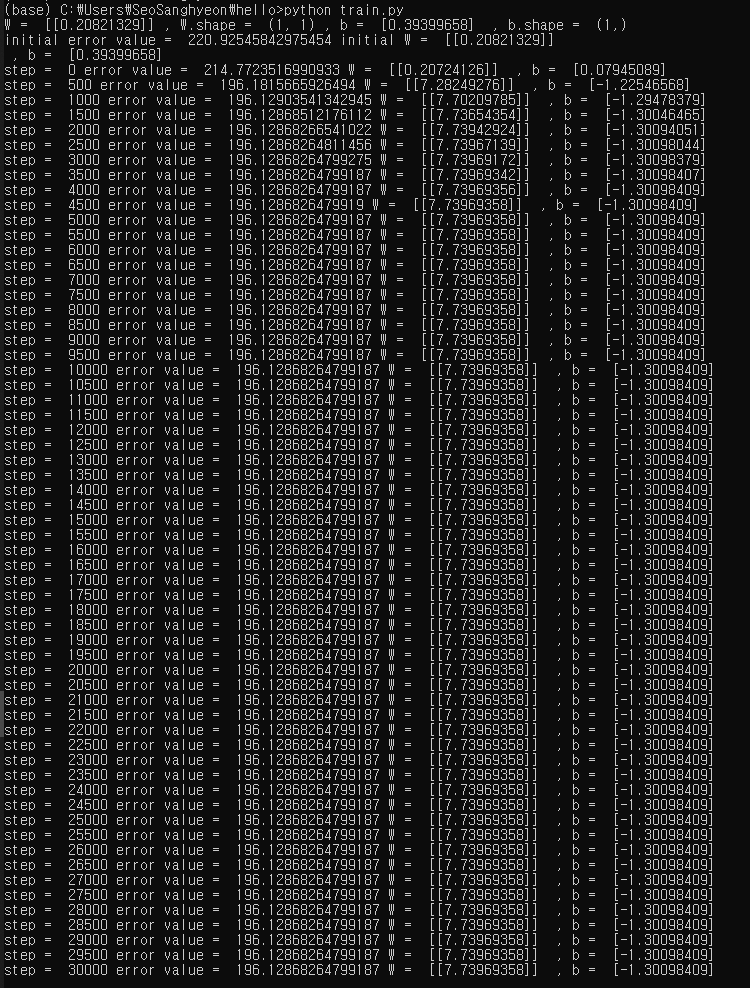 (base) C:₩Users₩SeoSanghyeon₩hello>python train.py
W =  [[0.20821329]] , W.shape =  (1, 1) , b =  [0.39399658]  , b.shape =  (1,)
initial error value =  220.92545842975454 initial W =  [[0.20821329]]
 , b =  [0.39399658]
step =  0 error value =  214.7723516990933 W =  [[0.20724126]]  , b =  [0.07945089]
step =  500 error value =  196.1815665926494 W =  [[7.28249276]]  , b =  [-1.22546568]
step =  1000 error value =  196.12903541342945 W =  [[7.70209785]]  , b =  [-1.29478379]
step =  1500 error value =  196.12868512176112 W =  [[7.73654354]]  , b =  [-1.30046465]
step =  2000 error value =  196.12868266541022 W =  [[7.73942924]]  , b =  [-1.30094051]
step =  2500 error value =  196.12868264811456 W =  [[7.73967139]]  , b =  [-1.30098044]
step =  3000 error value =  196.12868264799275 W =  [[7.73969172]]  , b =  [-1.30098379]
step =  3500 error value =  196.12868264799187 W =  [[7.73969342]]  , b =  [-1.30098407]
step =  4000 error value =  196.12868264799187 W =  [[7.73969356]]  , b =  [-1.30098409]
step =  4500 error value =  196.1286826479919 W =  [[7.73969358]]  , b =  [-1.30098409]
step =  5000 error value =  196.12868264799187 W =  [[7.73969358]]  , b =  [-1.30098409]
step =  5500 error value =  196.12868264799187 W =  [[7.73969358]]  , b =  [-1.30098409]
step =  6000 error value =  196.12868264799187 W =  [[7.73969358]]  , b =  [-1.30098409]
step =  6500 error value =  196.12868264799187 W =  [[7.73969358]]  , b =  [-1.30098409]
step =  7000 error value =  196.12868264799187 W =  [[7.73969358]]  , b =  [-1.30098409]
step =  7500 error value =  196.12868264799187 W =  [[7.73969358]]  , b =  [-1.30098409]
step =  8000 error value =  196.12868264799187 W =  [[7.73969358]]  , b =  [-1.30098409]
step =  8500 error value =  196.12868264799187 W =  [[7.73969358]]  , b =  [-1.30098409]
step =  9000 error value =  196.12868264799187 W =  [[7.73969358]]  , b =  [-1.30098409]
step =  9500 error value =  196.12868264799187 W =  [[7.73969358]]  , b =  [-1.30098409]
step =  10000 error value =  196.12868264799187 W =  [[7.73969358]]  , b =  [-1.30098409]
step =  10500 error value =  196.12868264799187 W =  [[7.73969358]]  , b =  [-1.30098409]
step =  11000 error value =  196.12868264799187 W =  [[7.73969358]]  , b =  [-1.30098409]
step =  11500 error value =  196.12868264799187 W =  [[7.73969358]]  , b =  [-1.30098409]
step =  12000 error value =  196.12868264799187 W =  [[7.73969358]]  , b =  [-1.30098409]
step =  12500 error value =  196.12868264799187 W =  [[7.73969358]]  , b =  [-1.30098409]
step =  13000 error value =  196.12868264799187 W =  [[7.73969358]]  , b =  [-1.30098409]
step =  13500 error value =  196.12868264799187 W =  [[7.73969358]]  , b =  [-1.30098409]
step =  14000 error value =  196.12868264799187 W =  [[7.73969358]]  , b =  [-1.30098409]
step =  14500 error value =  196.12868264799187 W =  [[7.73969358]]  , b =  [-1.30098409]
step =  15000 error value =  196.12868264799187 W =  [[7.73969358]]  , b =  [-1.30098409]
step =  15500 error value =  196.12868264799187 W =  [[7.73969358]]  , b =  [-1.30098409]
step =  16000 error value =  196.12868264799187 W =  [[7.73969358]]  , b =  [-1.30098409]
step =  16500 error value =  196.12868264799187 W =  [[7.73969358]]  , b =  [-1.30098409]
step =  17000 error value =  196.12868264799187 W =  [[7.73969358]]  , b =  [-1.30098409]
step =  17500 error value =  196.12868264799187 W =  [[7.73969358]]  , b =  [-1.30098409]
step =  18000 error value =  196.12868264799187 W =  [[7.73969358]]  , b =  [-1.30098409]
step =  18500 error value =  196.12868264799187 W =  [[7.73969358]]  , b =  [-1.30098409]
step =  19000 error value =  196.12868264799187 W =  [[7.73969358]]  , b =  [-1.30098409]
step =  19500 error value =  196.12868264799187 W =  [[7.73969358]]  , b =  [-1.30098409]
step =  20000 error value =  196.12868264799187 W =  [[7.73969358]]  , b =  [-1.30098409]
step =  20500 error value =  196.12868264799187 W =  [[7.73969358]]  , b =  [-1.30098409]
step =  21000 error value =  196.12868264799187 W =  [[7.73969358]]  , b =  [-1.30098409]
step =  21500 error value =  196.12868264799187 W =  [[7.73969358]]  , b =  [-1.30098409]
step =  22000 error value =  196.12868264799187 W =  [[7.73969358]]  , b =  [-1.30098409]
step =  22500 error value =  196.12868264799187 W =  [[7.73969358]]  , b =  [-1.30098409]
step =  23000 error value =  196.12868264799187 W =  [[7.73969358]]  , b =  [-1.30098409]
step =  23500 error value =  196.12868264799187 W =  [[7.73969358]]  , b =  [-1.30098409]
step =  24000 error value =  196.12868264799187 W =  [[7.73969358]]  , b =  [-1.30098409]
step =  24500 error value =  196.12868264799187 W =  [[7.73969358]]  , b =  [-1.30098409]
step =  25000 error value =  196.12868264799187 W =  [[7.73969358]]  , b =  [-1.30098409]
step =  25500 error value =  196.12868264799187 W =  [[7.73969358]]  , b =  [-1.30098409]
step =  26000 error value =  196.12868264799187 W =  [[7.73969358]]  , b =  [-1.30098409]
step =  26500 error value =  196.12868264799187 W =  [[7.73969358]]  , b =  [-1.30098409]
step =  27000 error value =  196.12868264799187 W =  [[7.73969358]]  , b =  [-1.30098409]
step =  27500 error value =  196.12868264799187 W =  [[7.73969358]]  , b =  [-1.30098409]
step =  28000 error value =  196.12868264799187 W =  [[7.73969358]]  , b =  [-1.30098409]
step =  28500 error value =  196.12868264799187 W =  [[7.73969358]]  , b =  [-1.30098409]
step =  29000 error value =  196.12868264799187 W =  [[7.73969358]]  , b =  [-1.30098409]
step =  29500 error value =  196.12868264799187 W =  [[7.73969358]]  , b =  [-1.30098409]
step =  30000 error value =  196.12868264799187 W =  [[7.73969358]]  , b =  [-1.30098409]